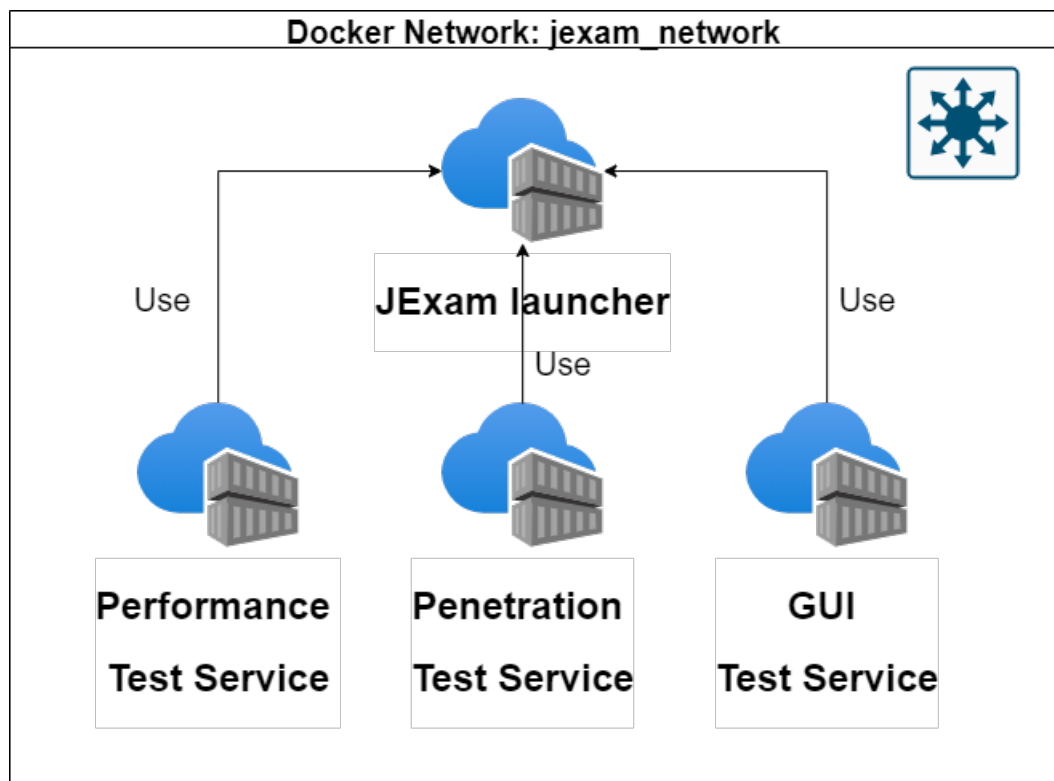 Docker Network: jexam_network
Use
JExam launcher
Use
Use
Performance
Test Service
Penetration
Test Service
GUI
Test Service